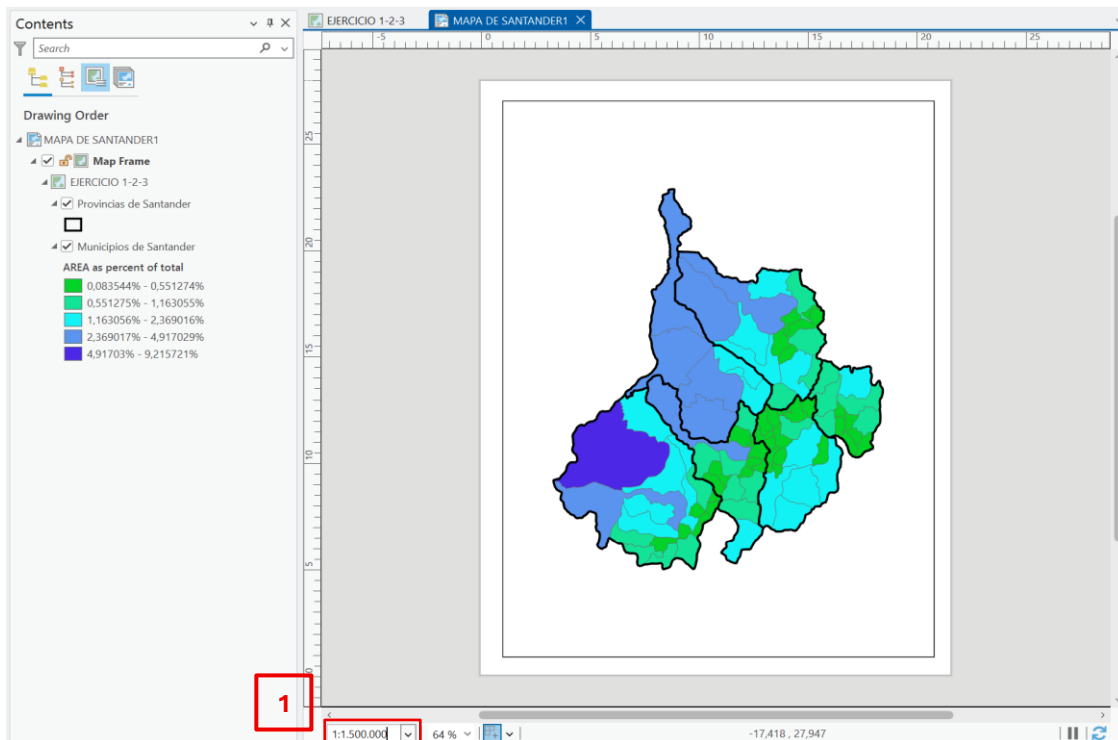 Contents
Search
Drawing Order
MAPA DE SANTANDER1
Map Frame
EJERCICIO 1-2-3
Provincias de Santander
Municipios de Santander
AREA as percent of total
0,083544% - 0,551274%
0,551275% - 1,163055%
1,163056% - 2,369016%
2,369017% - 4,917029%
4,91703% - 9,215721%
EJERCICIO 1-2-3
MAPA DE SANTANDER1
-5 0 5 10 15 20 25
25
20
15
10
5
0
1
1:1.500.000
64 %
-17,418 , 27,947